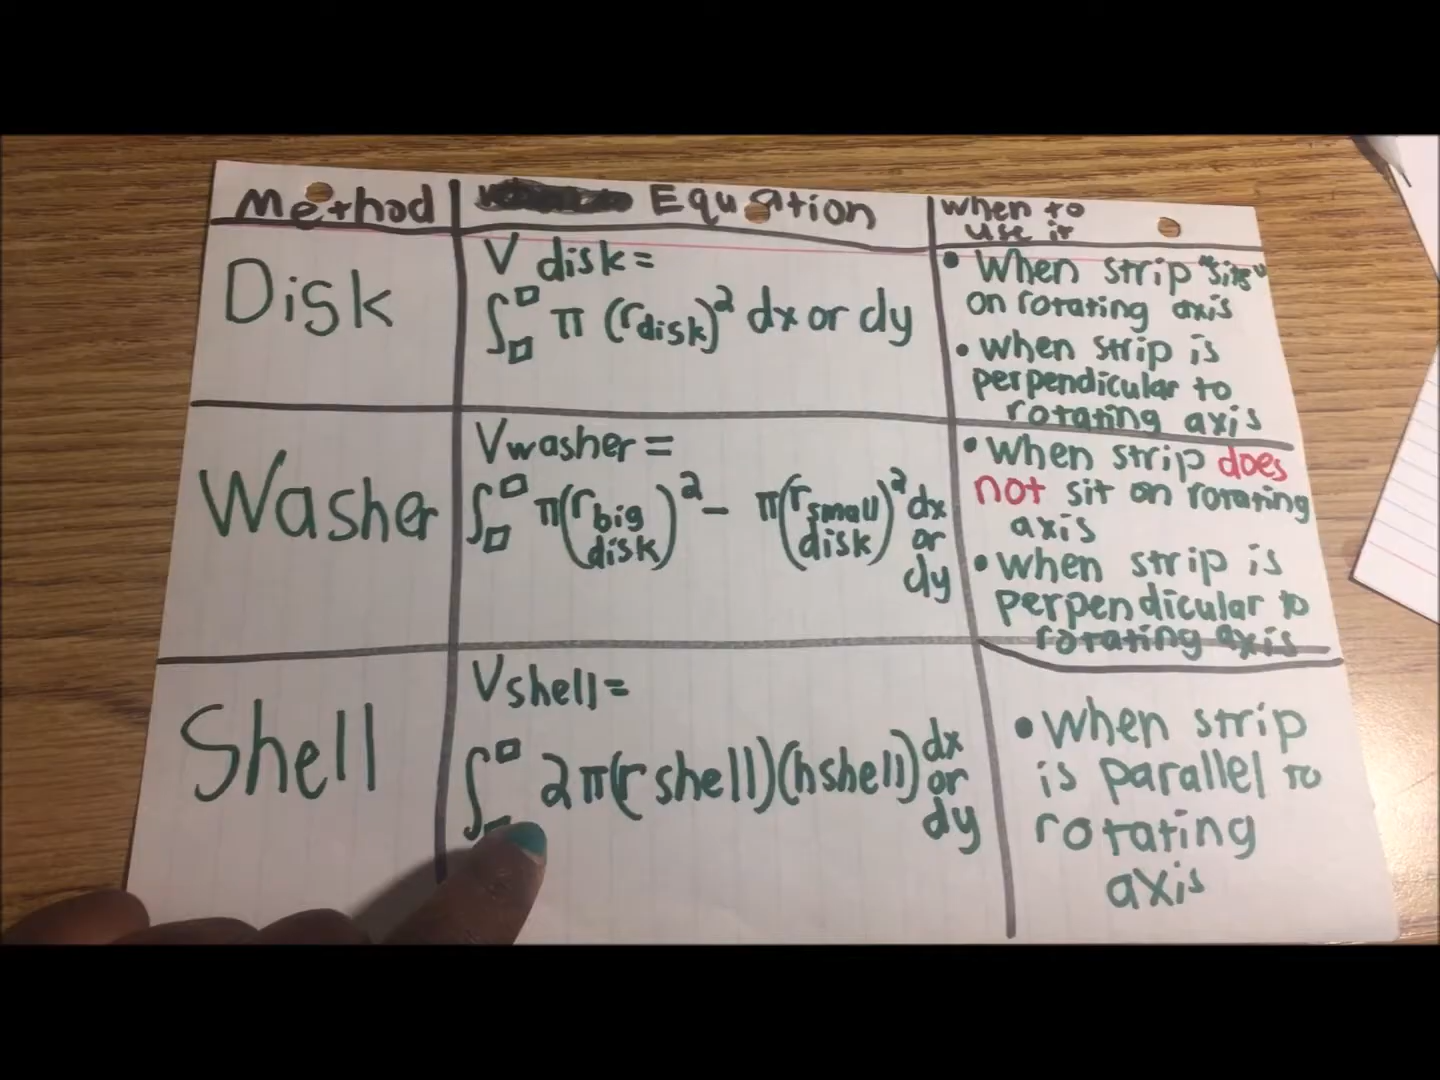 Method
Equation
when to
use it
Disk
V disk =
∫□□ π (r disk)² dx or dy
• When strip "sits"
on rotating axis
• when strip is
perpendicular to
rotating axis
Washer
Vwasher =
∫□□ π(r big disk)² - π(r small disk)² dx or dy
• When strip does
not sit on rotating
axis
• when strip is
perpendicular to
rotating axis
Shell
Vshell =
∫□□ 2π(r shell)(h shell) dx or dy
• when strip
is parallel to
rotating
axis